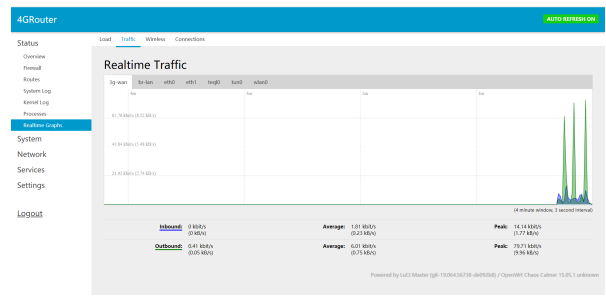 4GRouter
AUTO REFRESH ON
Status
Overview
Firewall
Routes
System Log
Kernel Log
Processes
Realtime Graphs
System
Network
Services
Settings
Logout
Load Traffic Wireless Connections
Realtime Traffic
3g-wan br-lan eth0 eth1 teql0 tun0 wlan0
(4 minute window, 3 second interval)
Inbound: 0 kbit/s Average: 1.81 kbit/s Peak: 14.14 kbit/s
(0 kB/s) (0.23 kB/s) (1.77 kB/s)
Outbound: 0.41 kbit/s Average: 6.01 kbit/s Peak: 79.71 kbit/s
(0.05 kB/s) (0.75 kB/s) (9.96 kB/s)